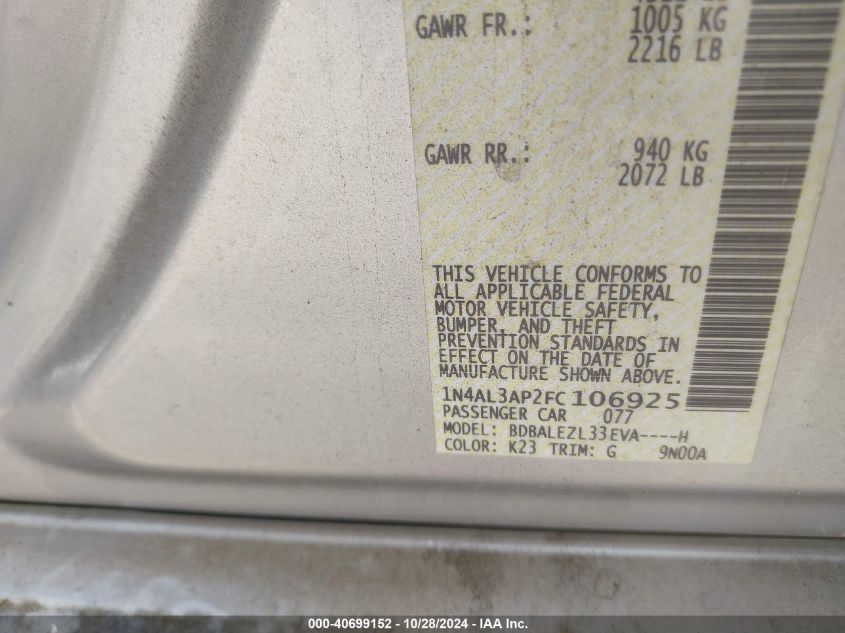 GAWR FR.: 1005 KG
2216 LB
GAWR RR.: 940 KG
2072 LB
THIS VEHICLE CONFORMS TO
ALL APPLICABLE FEDERAL
MOTOR VEHICLE SAFETY,
BUMPER, AND THEFT
PREVENTION STANDARDS IN
EFFECT ON THE DATE OF
MANUFACTURE SHOWN ABOVE.
1N4AL3AP2FC106925
PASSENGER CAR 077
MODEL: BDBALEZL33EVA----H
COLOR: K23 TRIM: G 9N00A
000-40699152 - 10/28/2024 - IAA Inc.